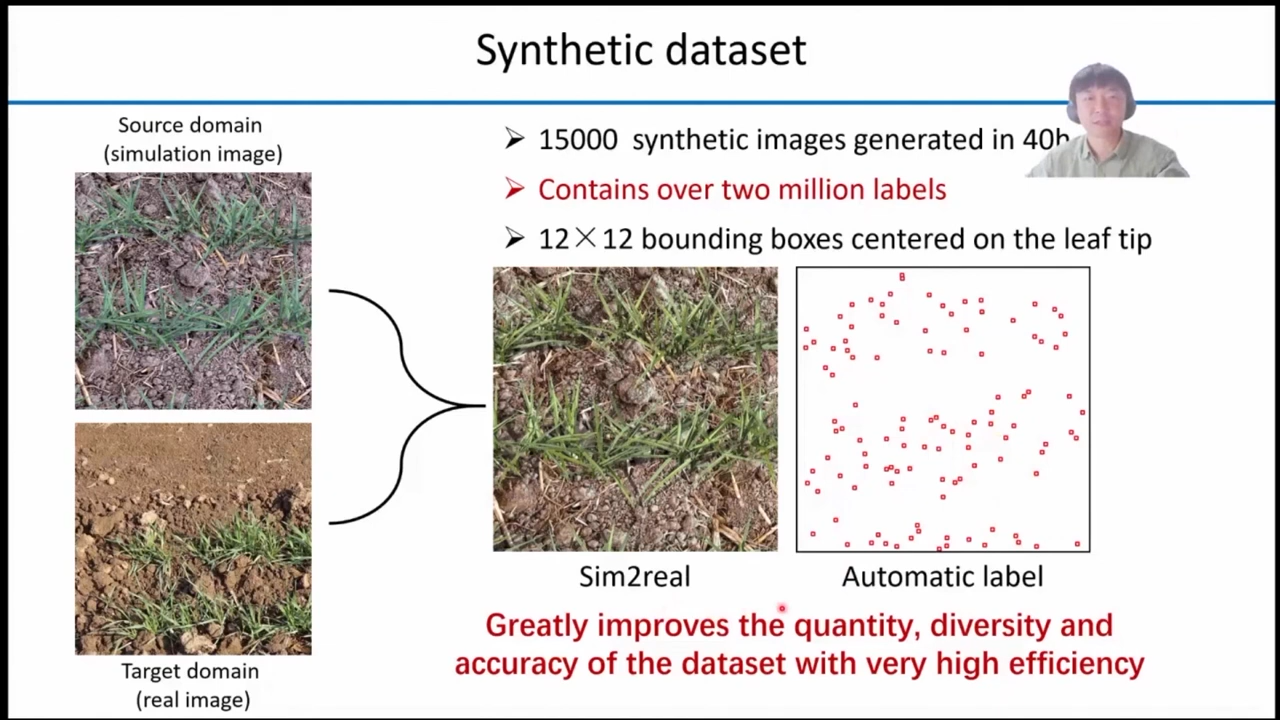 Synthetic dataset
Source domain
(simulation image)
15000 synthetic images generated in 40h
Contains over two million labels
12×12 bounding boxes centered on the leaf tip
Sim2real
Automatic label
Greatly improves the quantity, diversity and
accuracy of the dataset with very high efficiency
Target domain
(real image)